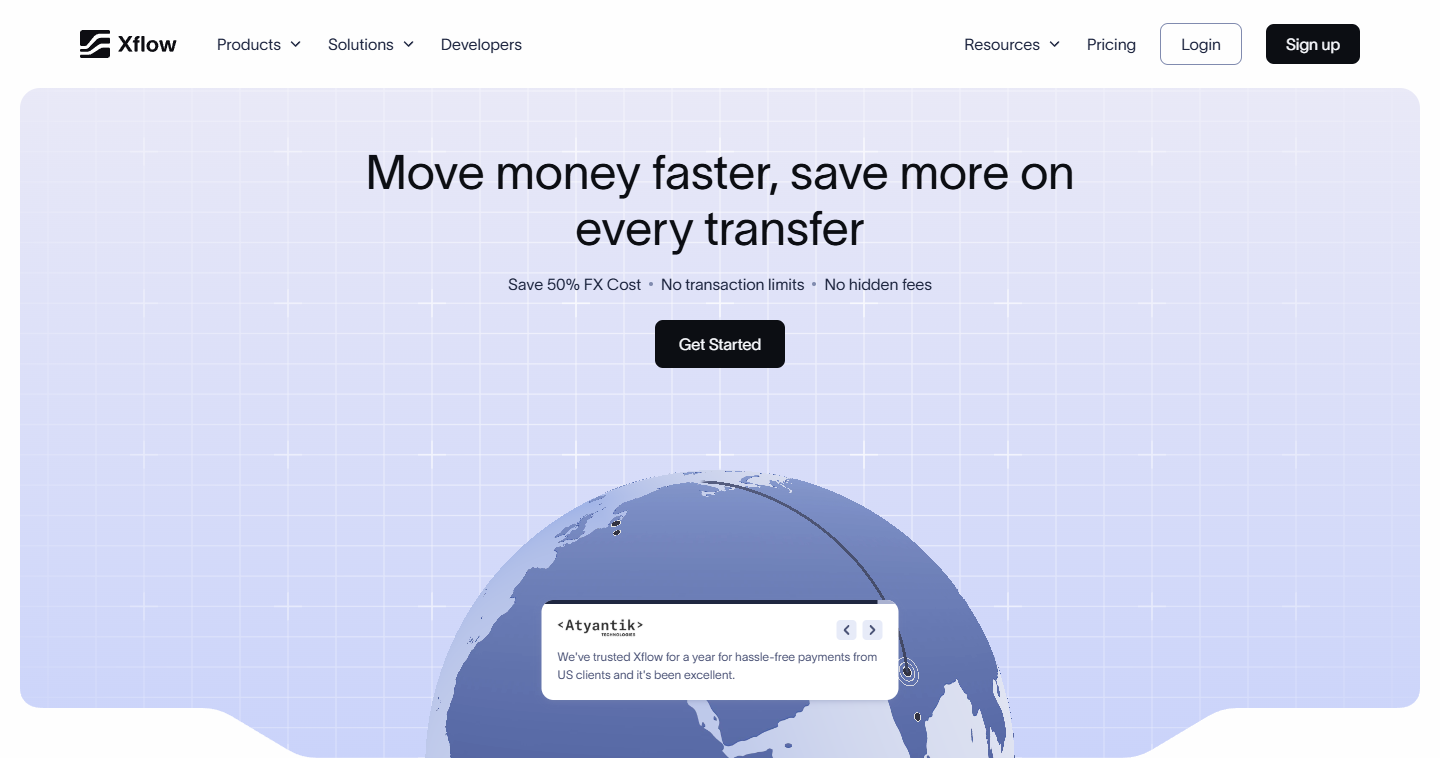 Xflow
Products
Solutions
Developers
Resources
Pricing
Login
Sign up
Move money faster, save more on
every transfer
Save 50% FX Cost • No transaction limits • No hidden fees
Get Started
<Atyantik>
TECHNOLOGIES
We've trusted Xflow for a year for hassle-free payments from
US clients and it's been excellent.